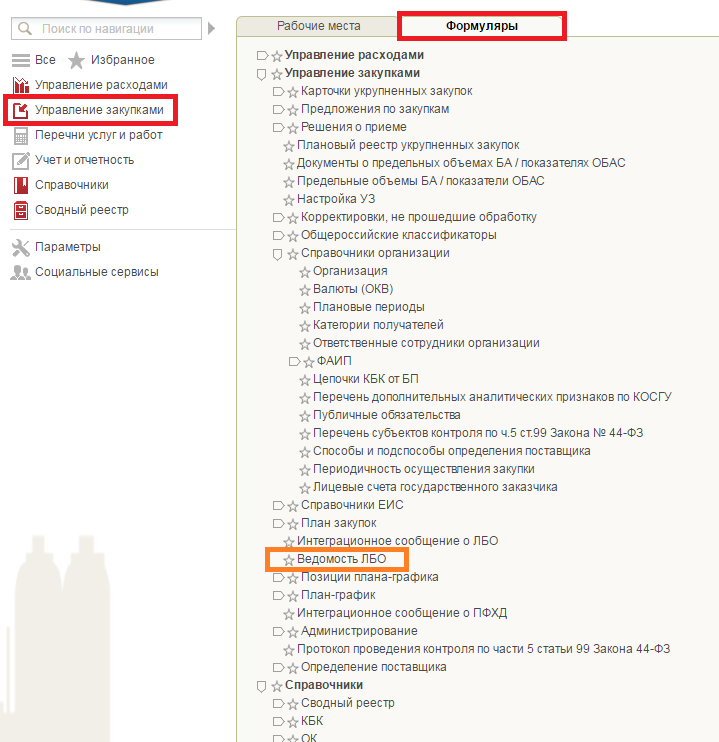 Поиск по навигации
Все
Избранное
Управление расходами
Управление закупками
Перечни услуг и работ
Учет и отчетность
Справочники
Сводный реестр
Параметры
Социальные сервисы
Рабочие места
Формуляры
Управление расходами
Управление закупками
Карточки укрупненных закупок
Предложения по закупкам
Решения о приеме
Плановый реестр укрупненных закупок
Документы о предельных объемах БА / показателях ОБАС
Предельные объемы БА / показатели ОБАС
Настройка УЗ
Корректировки, не прошедшие обработку
Общероссийские классификаторы
Справочники организации
Организация
Валюты (ОКВ)
Плановые периоды
Категории получателей
Ответственные сотрудники организации
ФАИП
Цепочки КБК от БП
Перечень дополнительных аналитических признаков по КОСГУ
Публичные обязательства
Перечень субъектов контроля по ч.5 ст.99 Закона № 44-ФЗ
Способы и подспособы определения поставщика
Периодичность осуществления закупки
Лицевые счета государственного заказчика
Справочники ЕИС
План закупок
Интеграционное сообщение о ЛБО
Ведомость ЛБО
Позиции плана-графика
План-график
Интеграционное сообщение о ПФХД
Администрирование
Протокол проведения контроля по части 5 статьи 99 Закона 44-ФЗ
Определение поставщика
Справочники
Сводный реестр
КБК
ОК